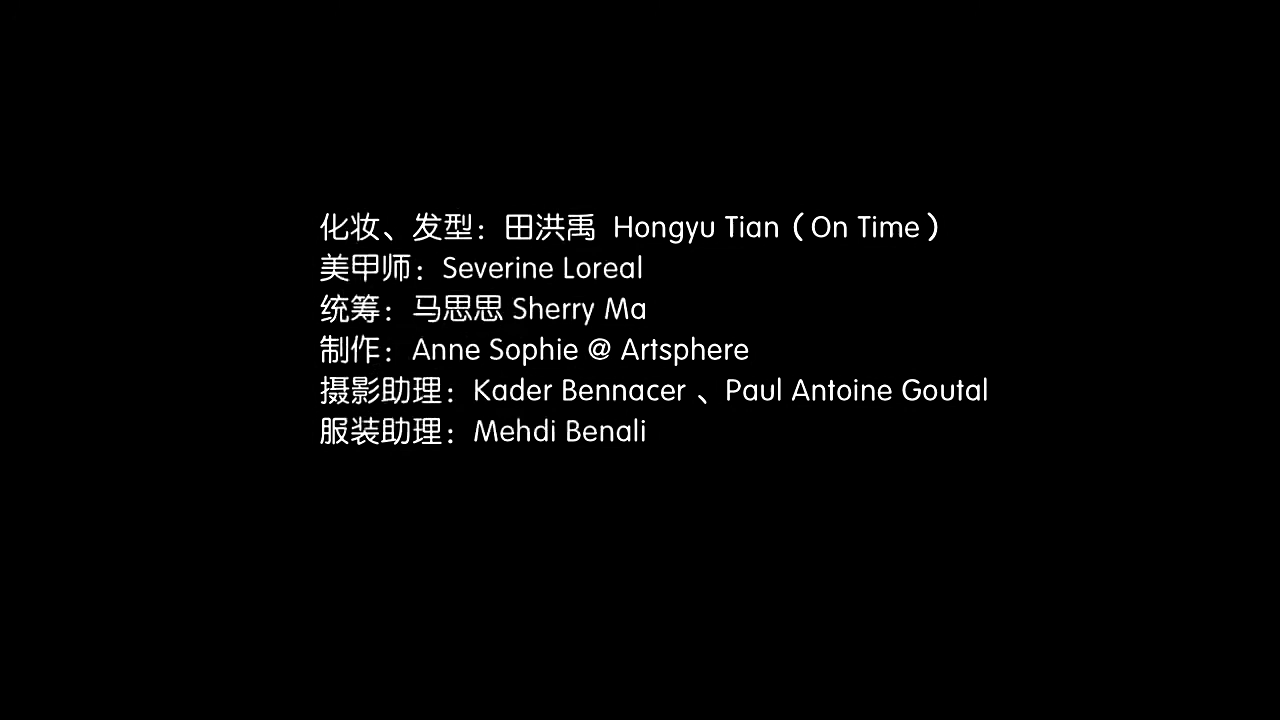 化妆、发型：田洪禹 Hongyu Tian（On Time）
美甲师：Severine Loreal
统筹：马思思 Sherry Ma
制作：Anne Sophie @ Artsphere
摄影助理：Kader Bennacer 、Paul Antoine Goutal
服装助理：Mehdi Benali